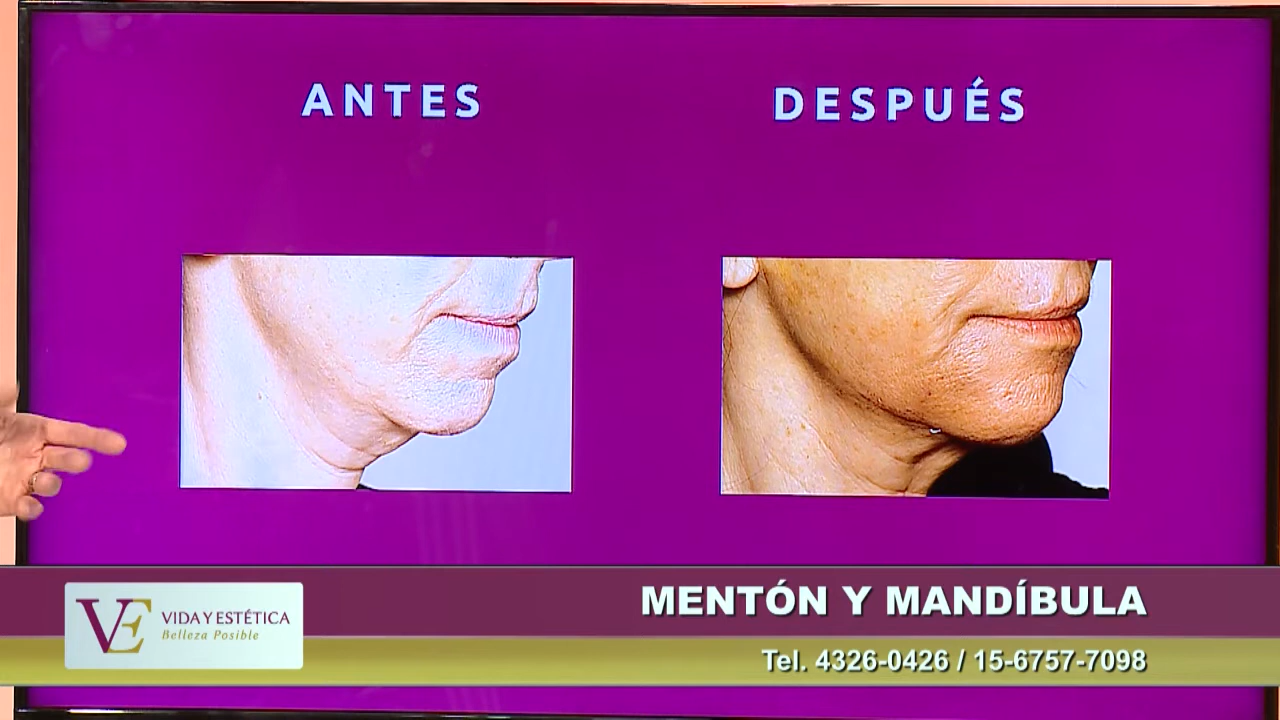 ANTES
DESPUÉS
VE
VIDA Y ESTÉTICA
Belleza Posible
MENTÓN Y MANDÍBULA
Tel. 4326-0426 / 15-6757-7098